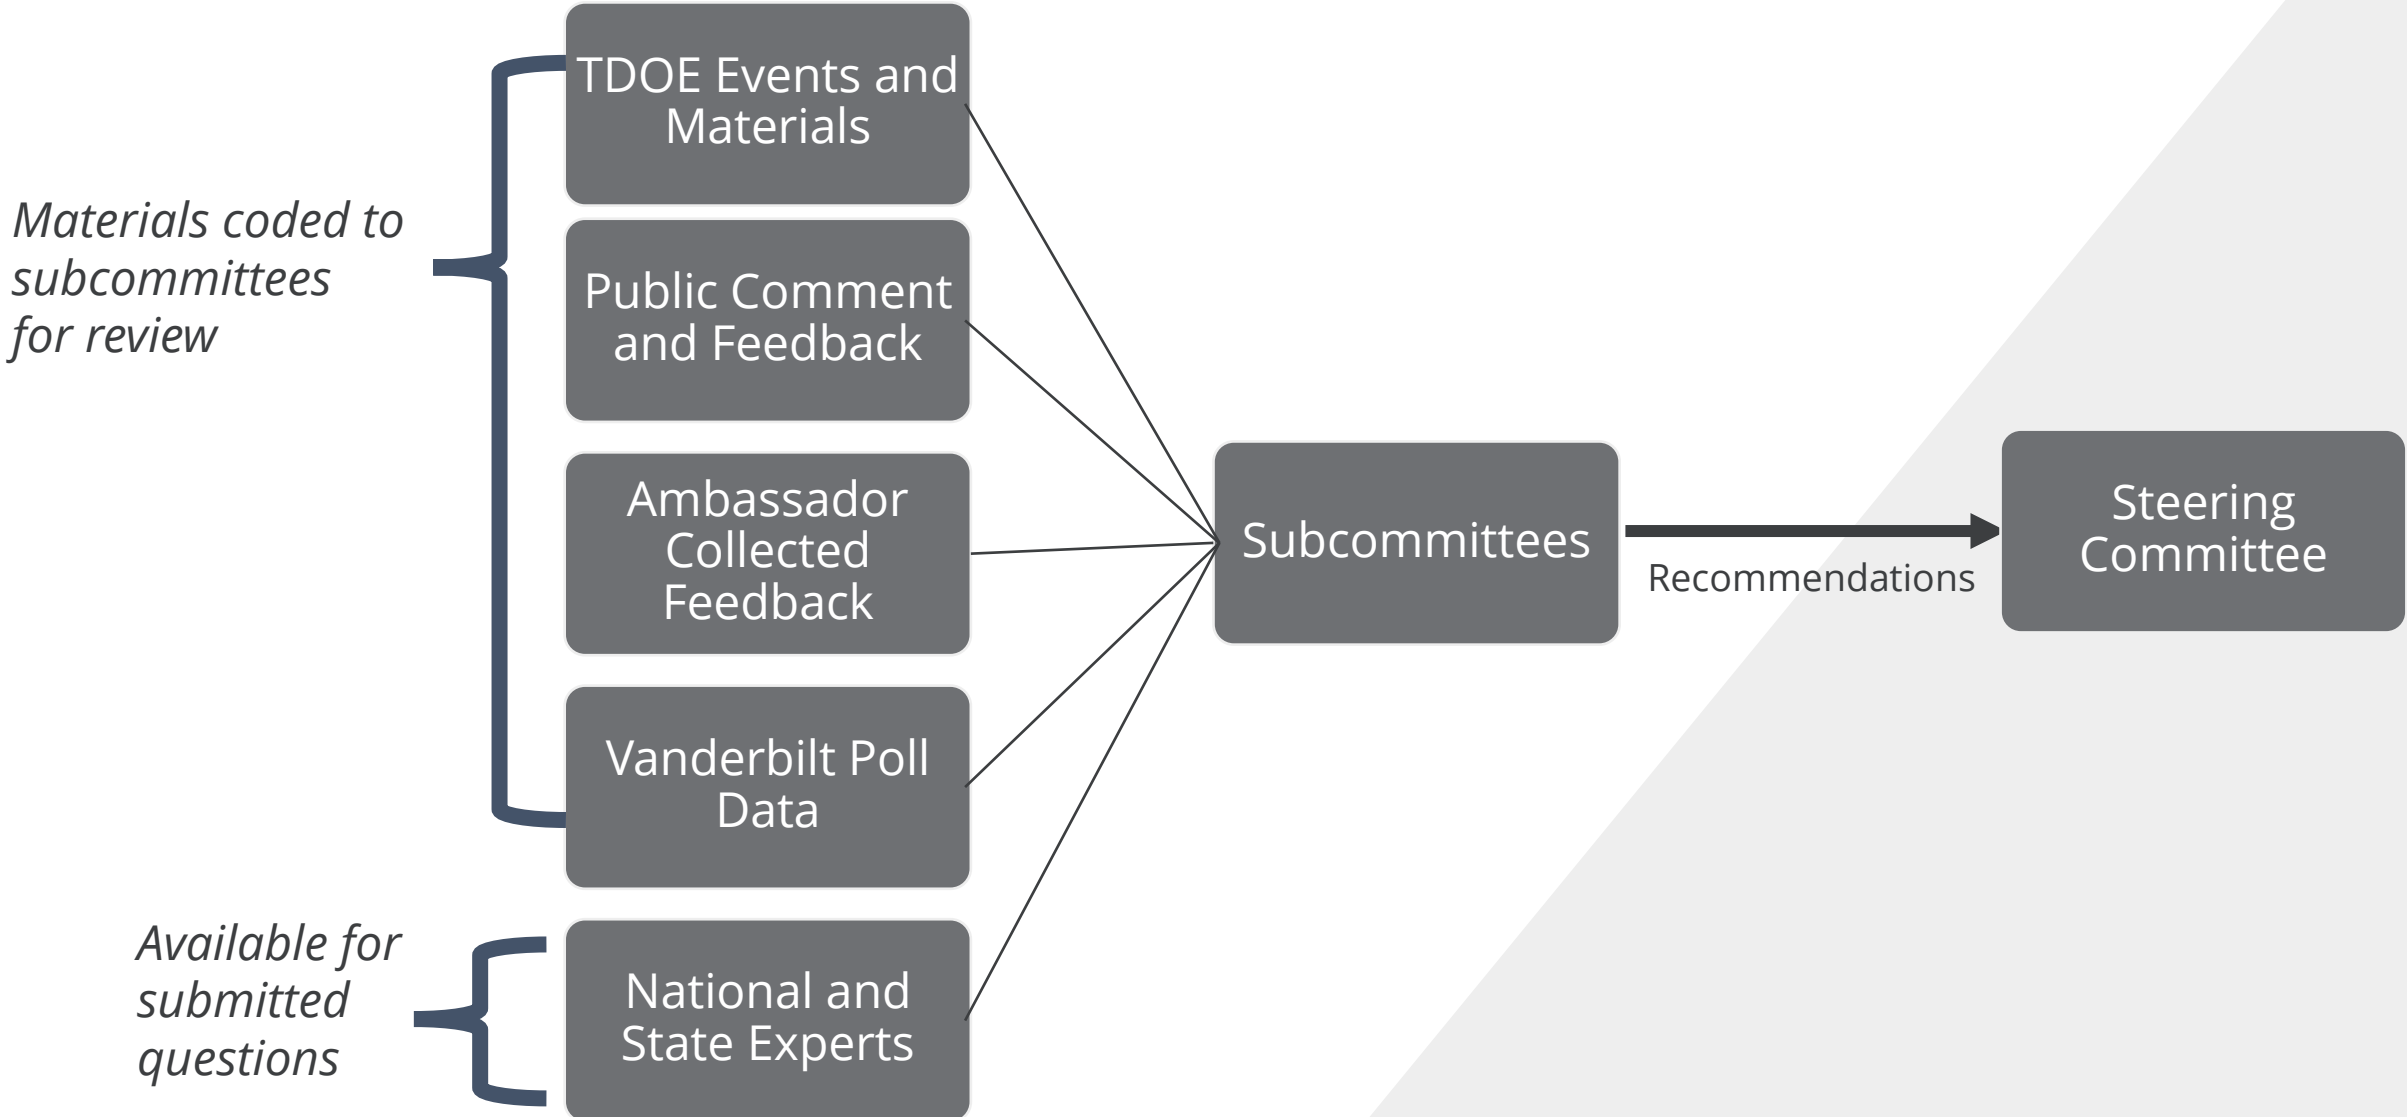 Materials coded to
subcommittees
for review
TDOE Events and
Materials
Public Comment
and Feedback
Ambassador
Collected
Feedback
Vanderbilt Poll
Data
Available for
submitted
questions
National and
State Experts
Subcommittees
Recommendations
Steering
Committee